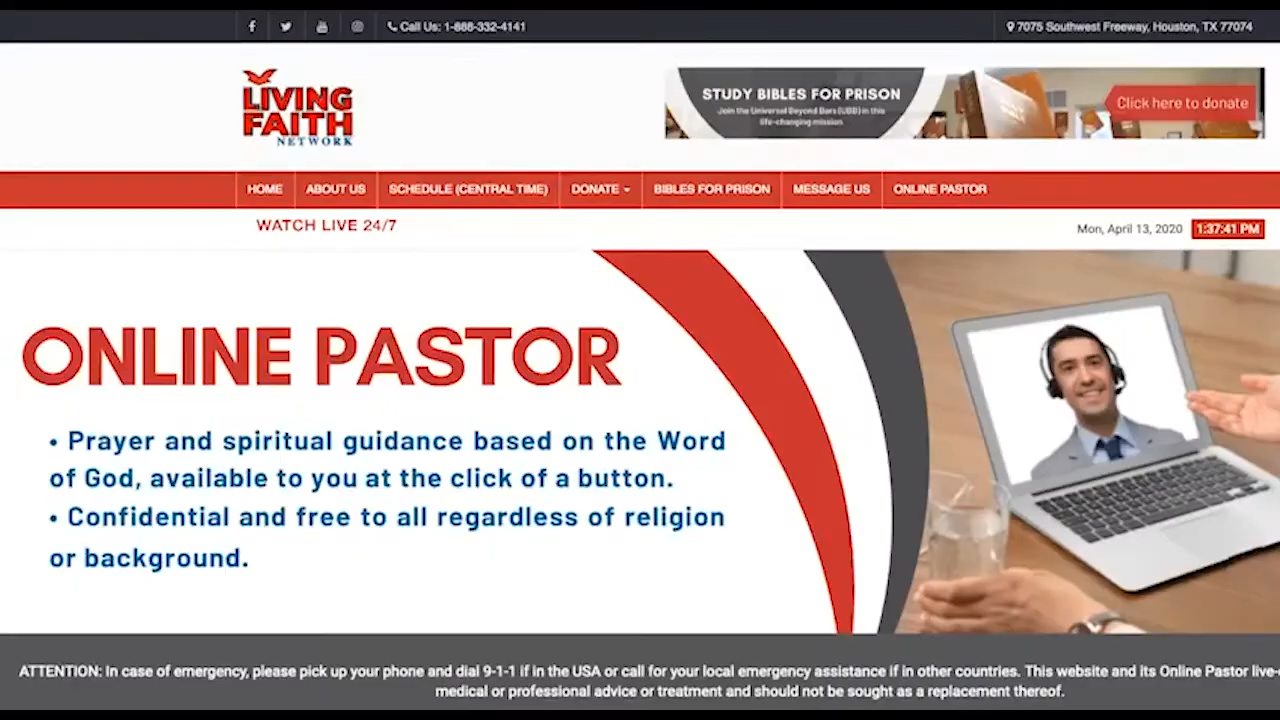 Call Us: 1-888-332-4141
7075 Southwest Freeway, Houston, TX 77074
LIVING
FAITH
NETWORK
STUDY BIBLES FOR PRISON
Join the Universal Beyond Bars (UBB) in this
life-changing mission.
Click here to donate
HOME
ABOUT US
SCHEDULE (CENTRAL TIME)
DONATE
BIBLES FOR PRISON
MESSAGE US
ONLINE PASTOR
WATCH LIVE 24/7
Mon, April 13, 2020
1:37:41 PM
ONLINE PASTOR
• Prayer and spiritual guidance based on the Word
of God, available to you at the click of a button.
• Confidential and free to all regardless of religion
or background.
ATTENTION: In case of emergency, please pick up your phone and dial 9-1-1 if in the USA or call for your local emergency assistance if in other countries. This website and its Online Pastor live-
medical or professional advice or treatment and should not be sought as a replacement thereof.